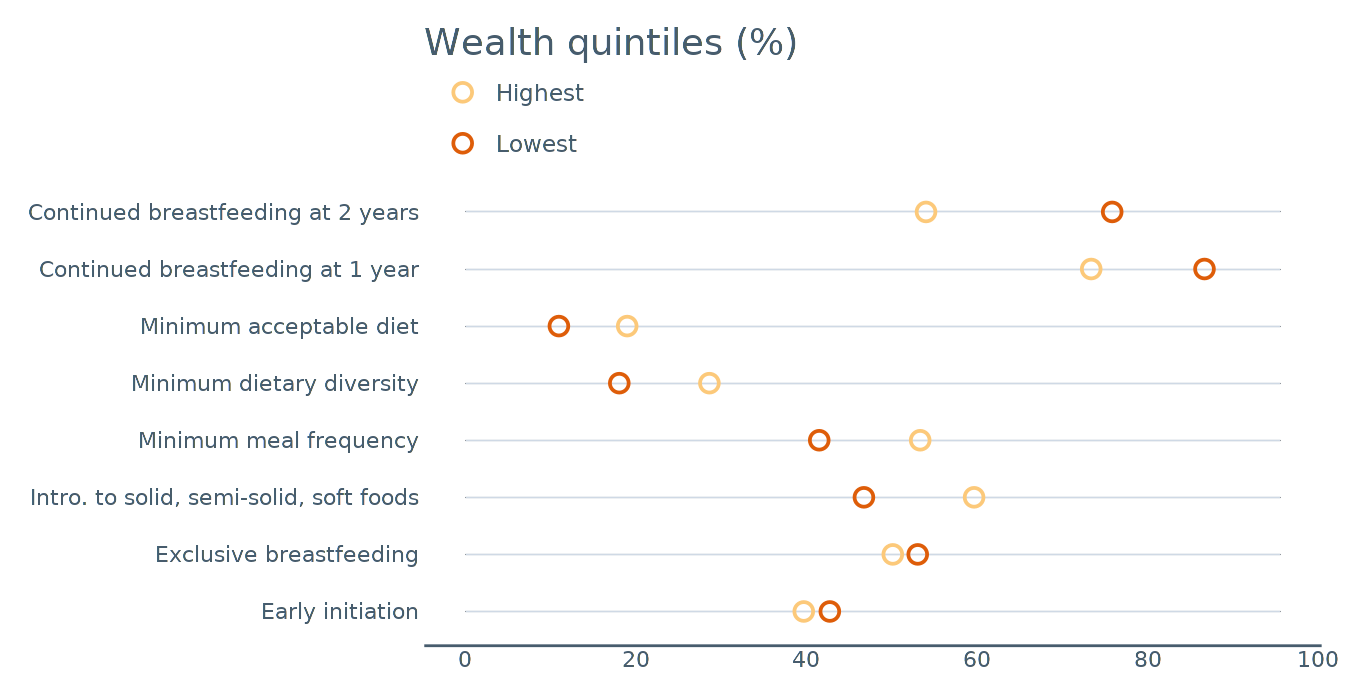 Wealth quintiles (%)
Highest
Lowest
Continued breastfeeding at 2 years
Continued breastfeeding at 1 year
Minimum acceptable diet
Minimum dietary diversity
Minimum meal frequency
Intro. to solid, semi-solid, soft foods
Exclusive breastfeeding
Early initiation
0 20 40 60 80 100